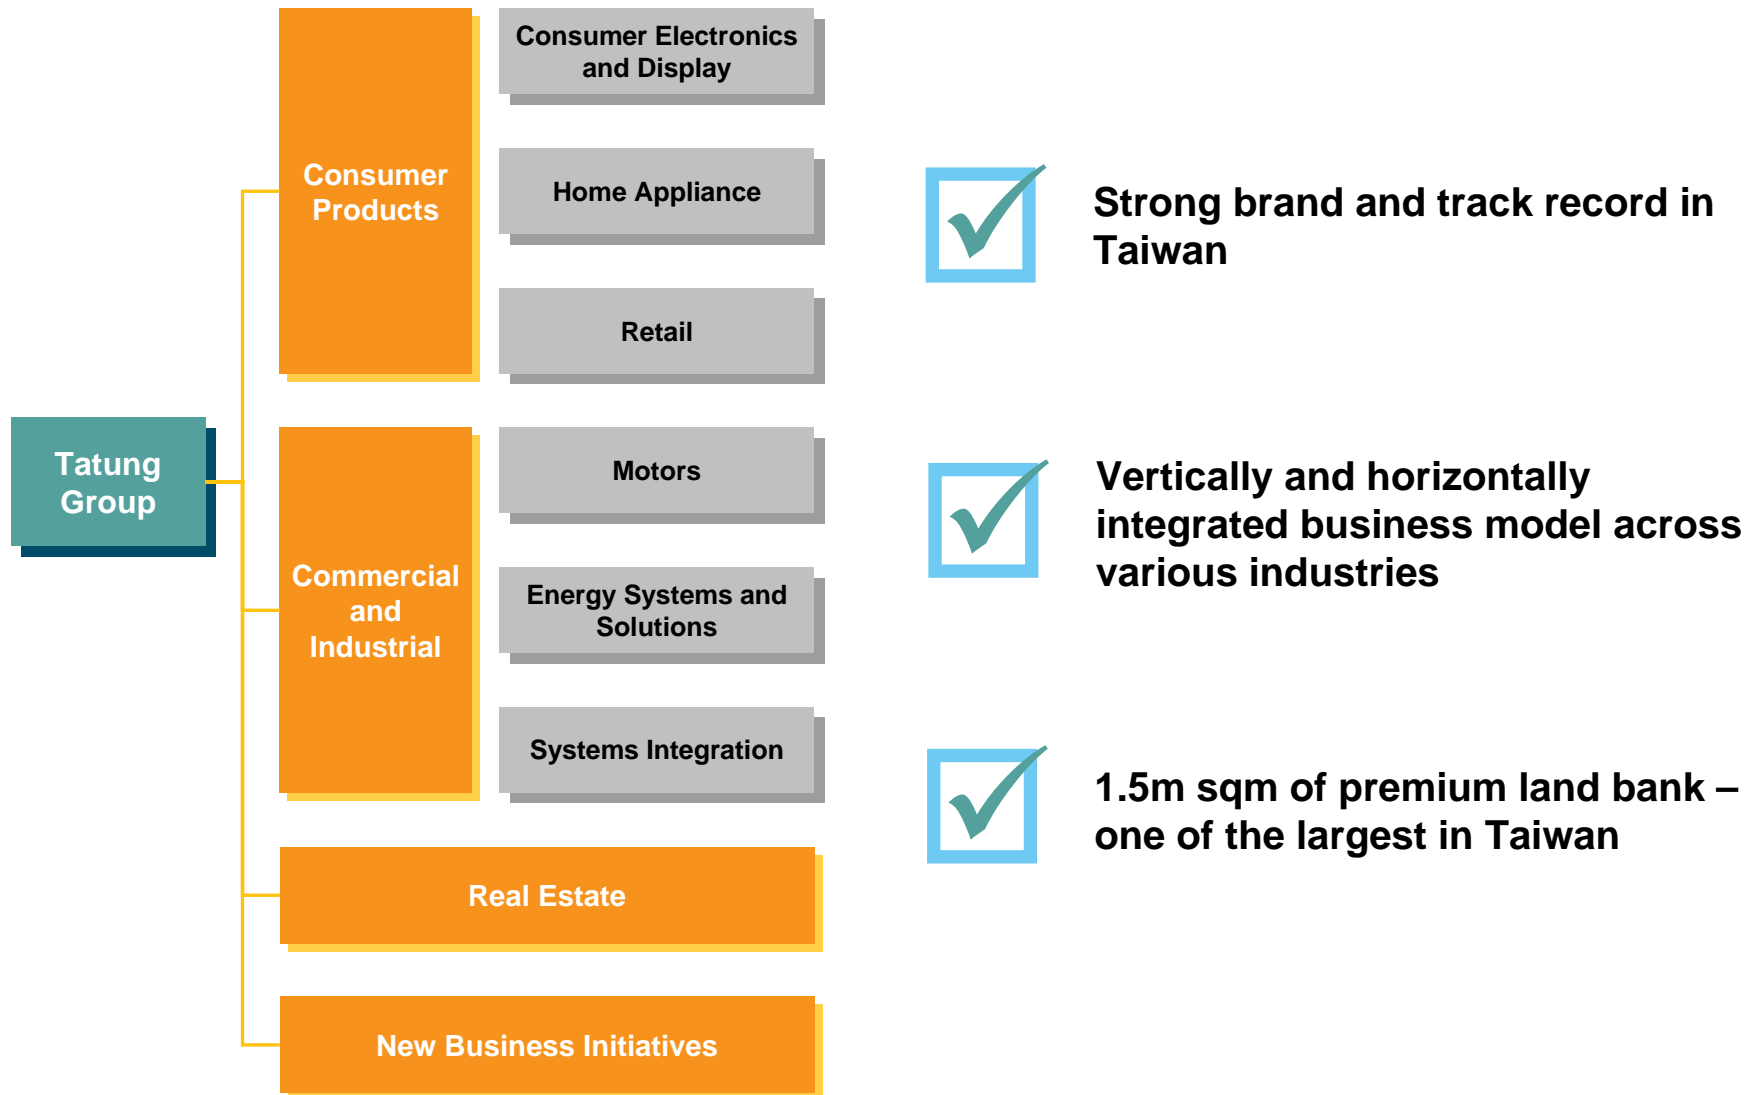 Tatung
Group
Consumer
Products
Consumer Electronics
and Display
Home Appliance
Retail
Commercial
and
Industrial
Motors
Energy Systems and
Solutions
Systems Integration
Real Estate
New Business Initiatives
Strong brand and track record in
Taiwan
Vertically and horizontally
integrated business model across
various industries
1.5m sqm of premium land bank –
one of the largest in Taiwan